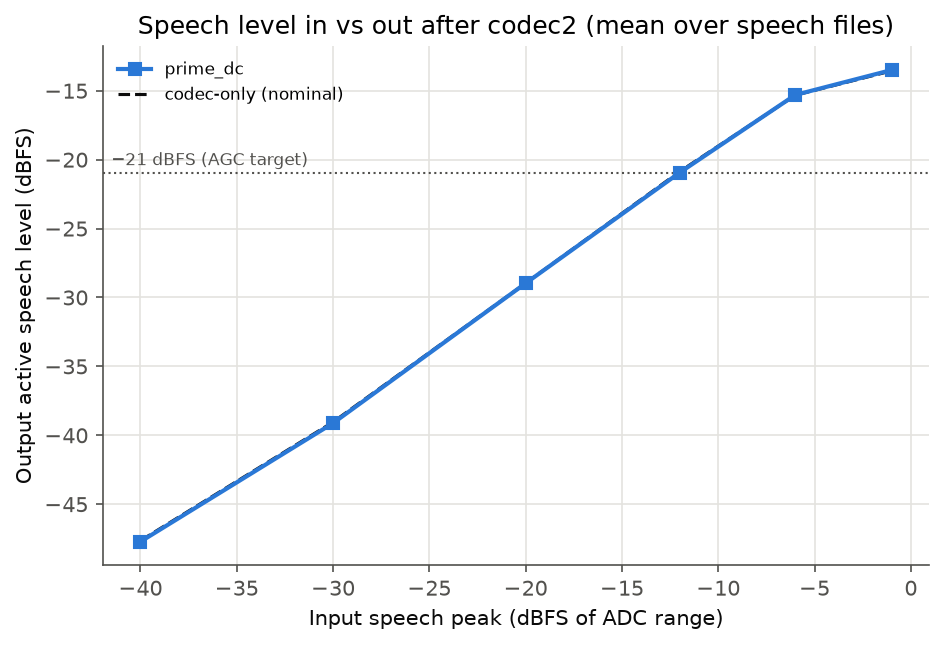 Speech level in vs out after codec2 (mean over speech files)
prime_dc
codec-only (nominal)
−21 dBFS (AGC target)
Output active speech level (dBFS)
−15
−20
−25
−30
−35
−40
−45
−40 −35 −30 −25 −20 −15 −10 −5 0
Input speech peak (dBFS of ADC range)